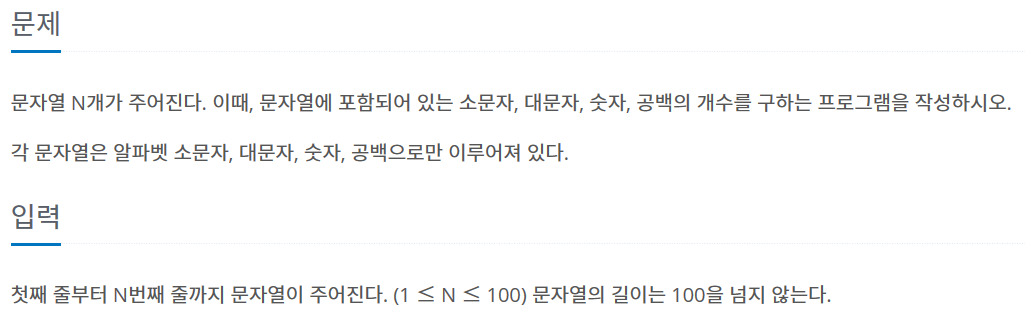 문제
문자열 N개가 주어진다. 이때, 문자열에 포함되어 있는 소문자, 대문자, 숫자, 공백의 개수를 구하는 프로그램을 작성하시오.
각 문자열은 알파벳 소문자, 대문자, 숫자, 공백으로만 이루어져 있다.
입력
첫째 줄부터 N번째 줄까지 문자열이 주어진다. (1 ≤ N ≤ 100) 문자열의 길이는 100을 넘지 않는다.